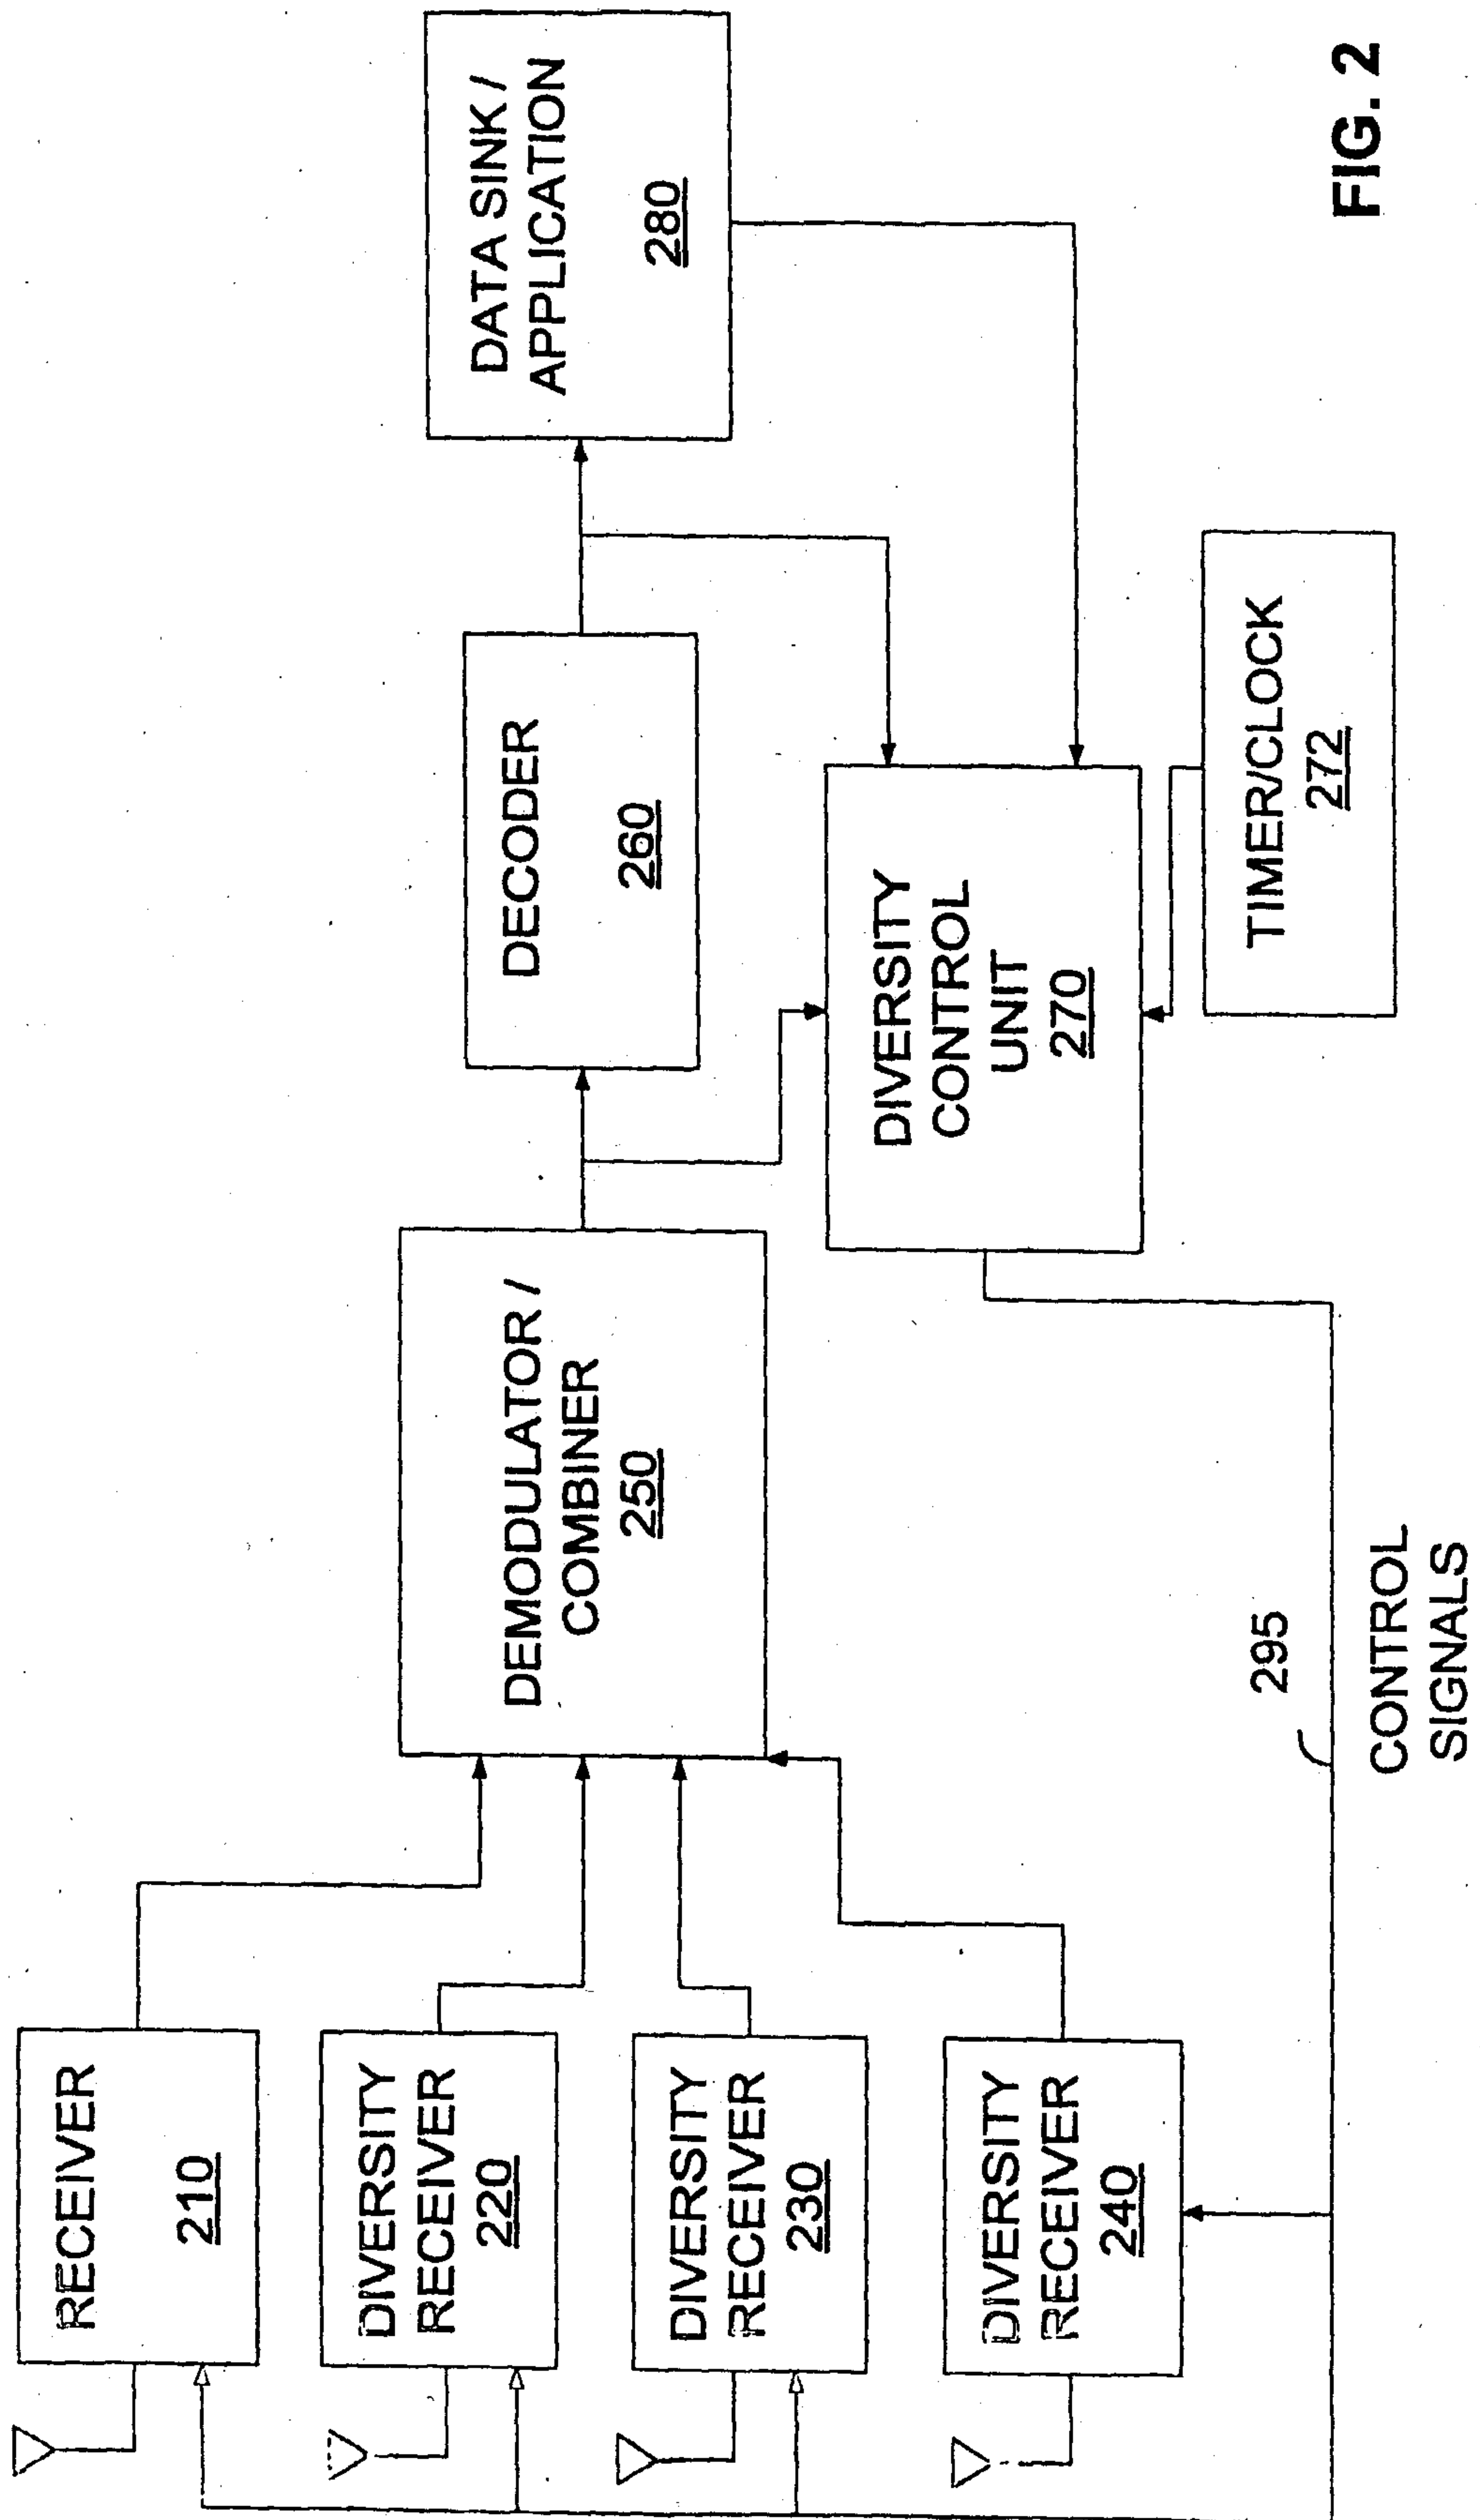 RECEIVER
210
DIVERSITY
RECEIVER
220
DIVERSITY
RECEIVER
230
DIVERSITY
RECEIVER
240
DEMODULATOR /
COMBINER
250
DECODER
260
DATA SINK /
APPLICATION
280
DIVERSITY
CONTROL
UNIT
270
TIMER/CLOCK
272
295
CONTROL
SIGNALS
FIG. 2